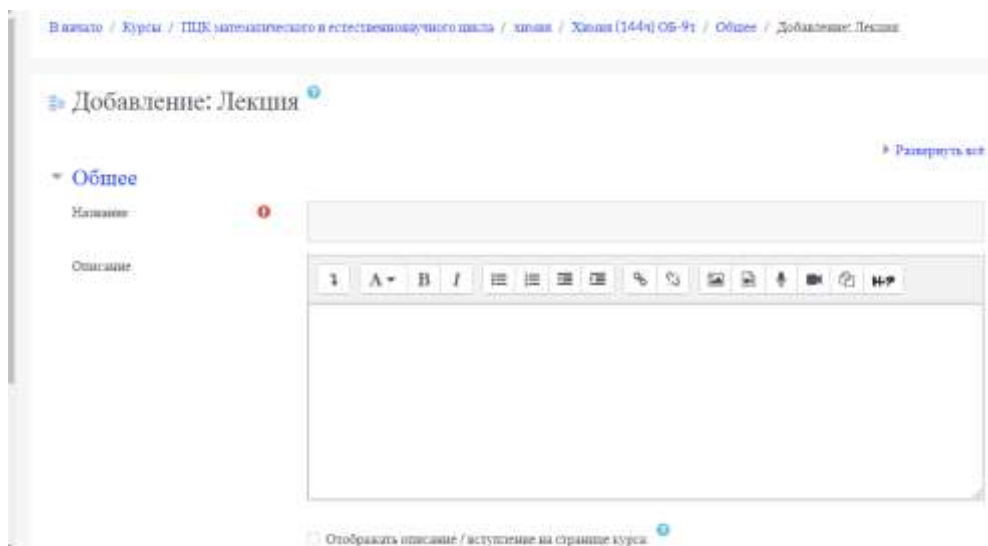 В начало / Курсы / ПЦК математического и естественнонаучного цикла / химия / Химия (144ч) ОБ-9т / Общее / Добавление: Лекция
Добавление: Лекция
Развернуть всё
Общее
Название
Описание
A B I H-P
Отображать описание / вступление на странице курса